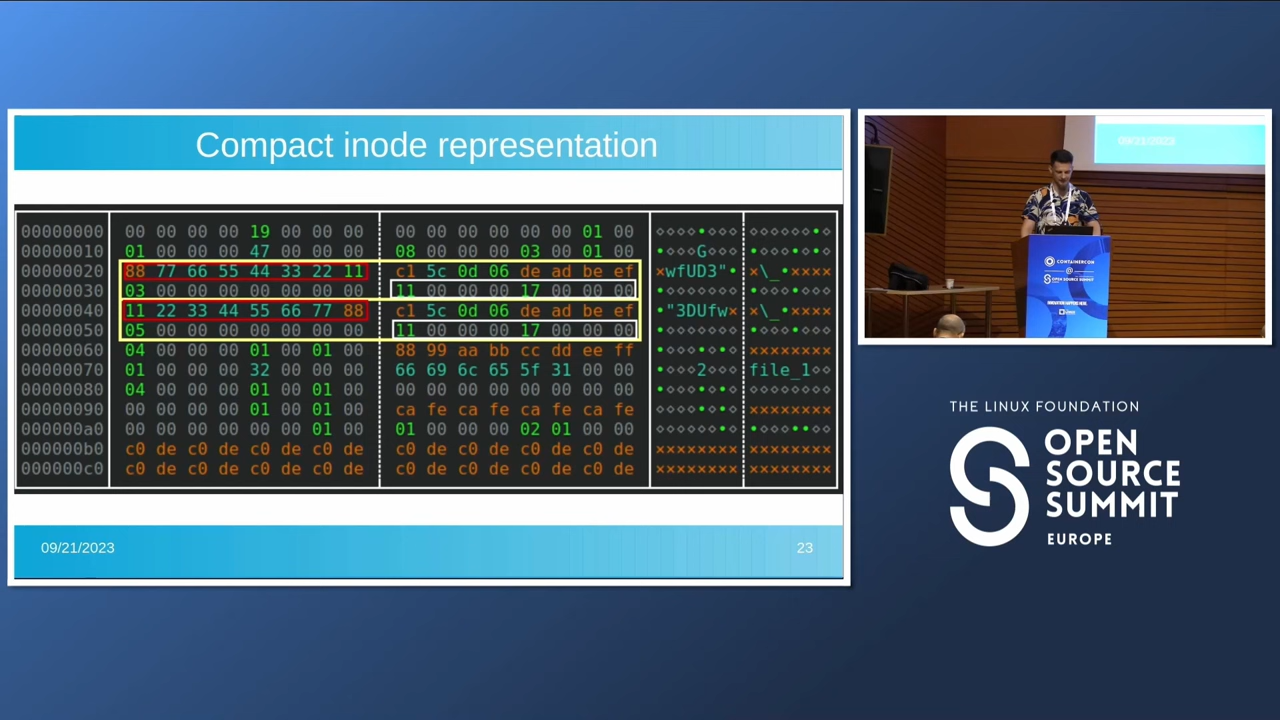 Compact inode representation
00000000 00 00 00 00 19 00 00 00 00 00 00 00 00 00 01 00 ◇◇◇◇•◇◇◇ ◇◇◇◇◇◇•◇
00000010 01 00 00 00 47 00 00 00 08 00 00 00 03 00 01 00 •◇◇◇G◇◇◇ •◇◇◇•◇•◇
00000020 88 77 66 55 44 33 22 11 c1 5c 0d 06 de ad be ef ×wfUD3"• ×\_•××××
00000030 03 00 00 00 00 00 00 00 11 00 00 00 17 00 00 00 •◇◇◇◇◇◇◇ •◇◇◇•◇◇◇
00000040 11 22 33 44 55 66 77 88 c1 5c 0d 06 de ad be ef •"3DUfw× ×\_•××××
00000050 05 00 00 00 00 00 00 00 11 00 00 00 17 00 00 00 •◇◇◇◇◇◇◇ •◇◇◇•◇◇◇
00000060 04 00 00 00 01 00 01 00 88 99 aa bb cc dd ee ff •◇◇◇•◇•◇ ××××××××
00000070 01 00 00 00 32 00 00 00 66 69 6c 65 5f 31 00 00 •◇◇◇2◇◇◇ file_1◇◇
00000080 04 00 00 00 01 00 01 00 00 00 00 00 00 00 00 00 •◇◇◇•◇•◇ ◇◇◇◇◇◇◇◇
00000090 00 00 00 00 01 00 01 00 ca fe ca fe ca fe ca fe ◇◇◇◇•◇•◇ ××××××××
000000a0 00 00 00 00 00 00 01 00 01 00 00 00 02 01 00 00 ◇◇◇◇◇◇•◇ •◇◇◇••◇◇
000000b0 c0 de c0 de c0 de c0 de c0 de c0 de c0 de c0 de ×××××××× ××××××××
000000c0 c0 de c0 de c0 de c0 de c0 de c0 de c0 de c0 de ×××××××× ××××××××
09/21/2023 23
09/21/2023
CONTAINERCON
@
OPEN SOURCE SUMMIT
THE LINUX FOUNDATION
OPEN
SOURCE
SUMMIT
EUROPE